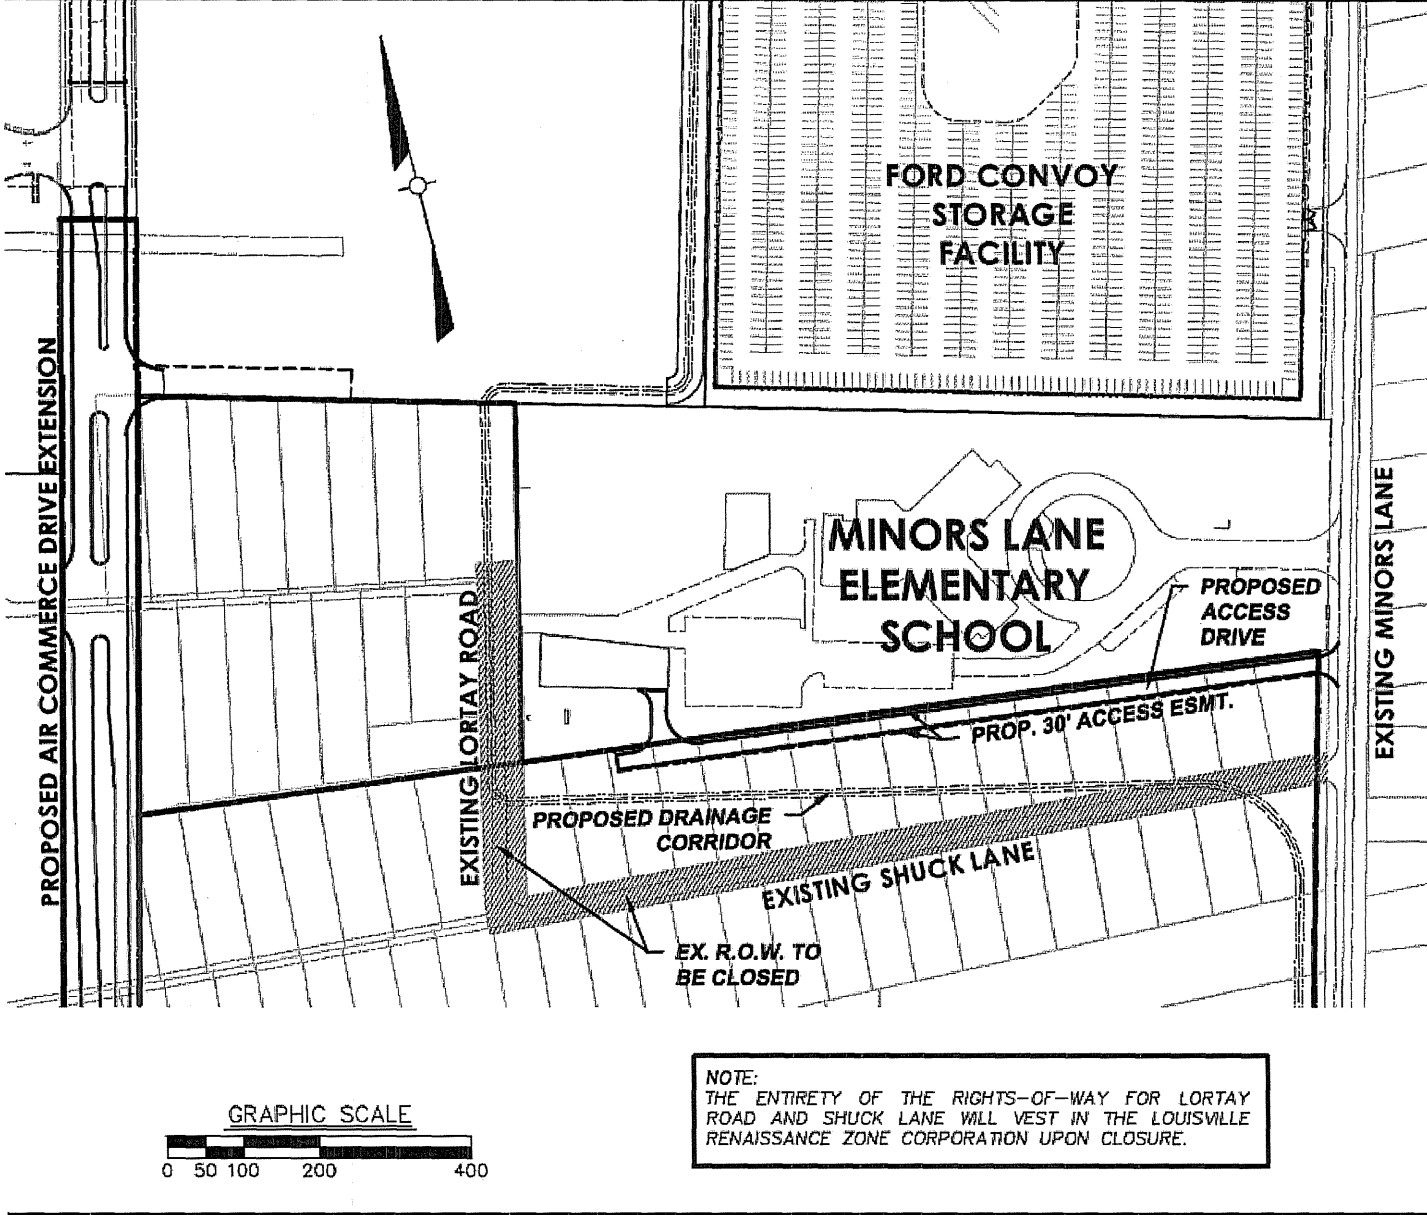 FORD CONVOY
STORAGE
FACILITY
PROPOSED AIR COMMERCE DRIVE EXTENSION
MINORS LANE
ELEMENTARY
SCHOOL
EXISTING MINORS LANE
PROPOSED
ACCESS
DRIVE
EXISTING LORTAY ROAD
PROP. 30' ACCESS ESMT.
PROPOSED DRAINAGE
CORRIDOR
EXISTING SHUCK LANE
EX. R.O.W. TO
BE CLOSED
NOTE:
THE ENTIRETY OF THE RIGHTS-OF-WAY FOR LORTAY
ROAD AND SHUCK LANE WILL VEST IN THE LOUISVILLE
RENAISSANCE ZONE CORPORATION UPON CLOSURE.
GRAPHIC SCALE
0 50 100 200 400